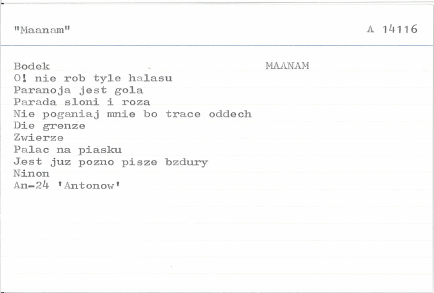 "Maanam" A 14116
Bodek MAANAM
O! nie rob tyle halasu
Paranoja jest gola
Parada sloni i roza
Nie poganiaj mnie bo trace oddech
Die grenze
Zwierze
Palac na piasku
Jest juz pozno pisze bzdury
Ninon
An-24 'Antonow'